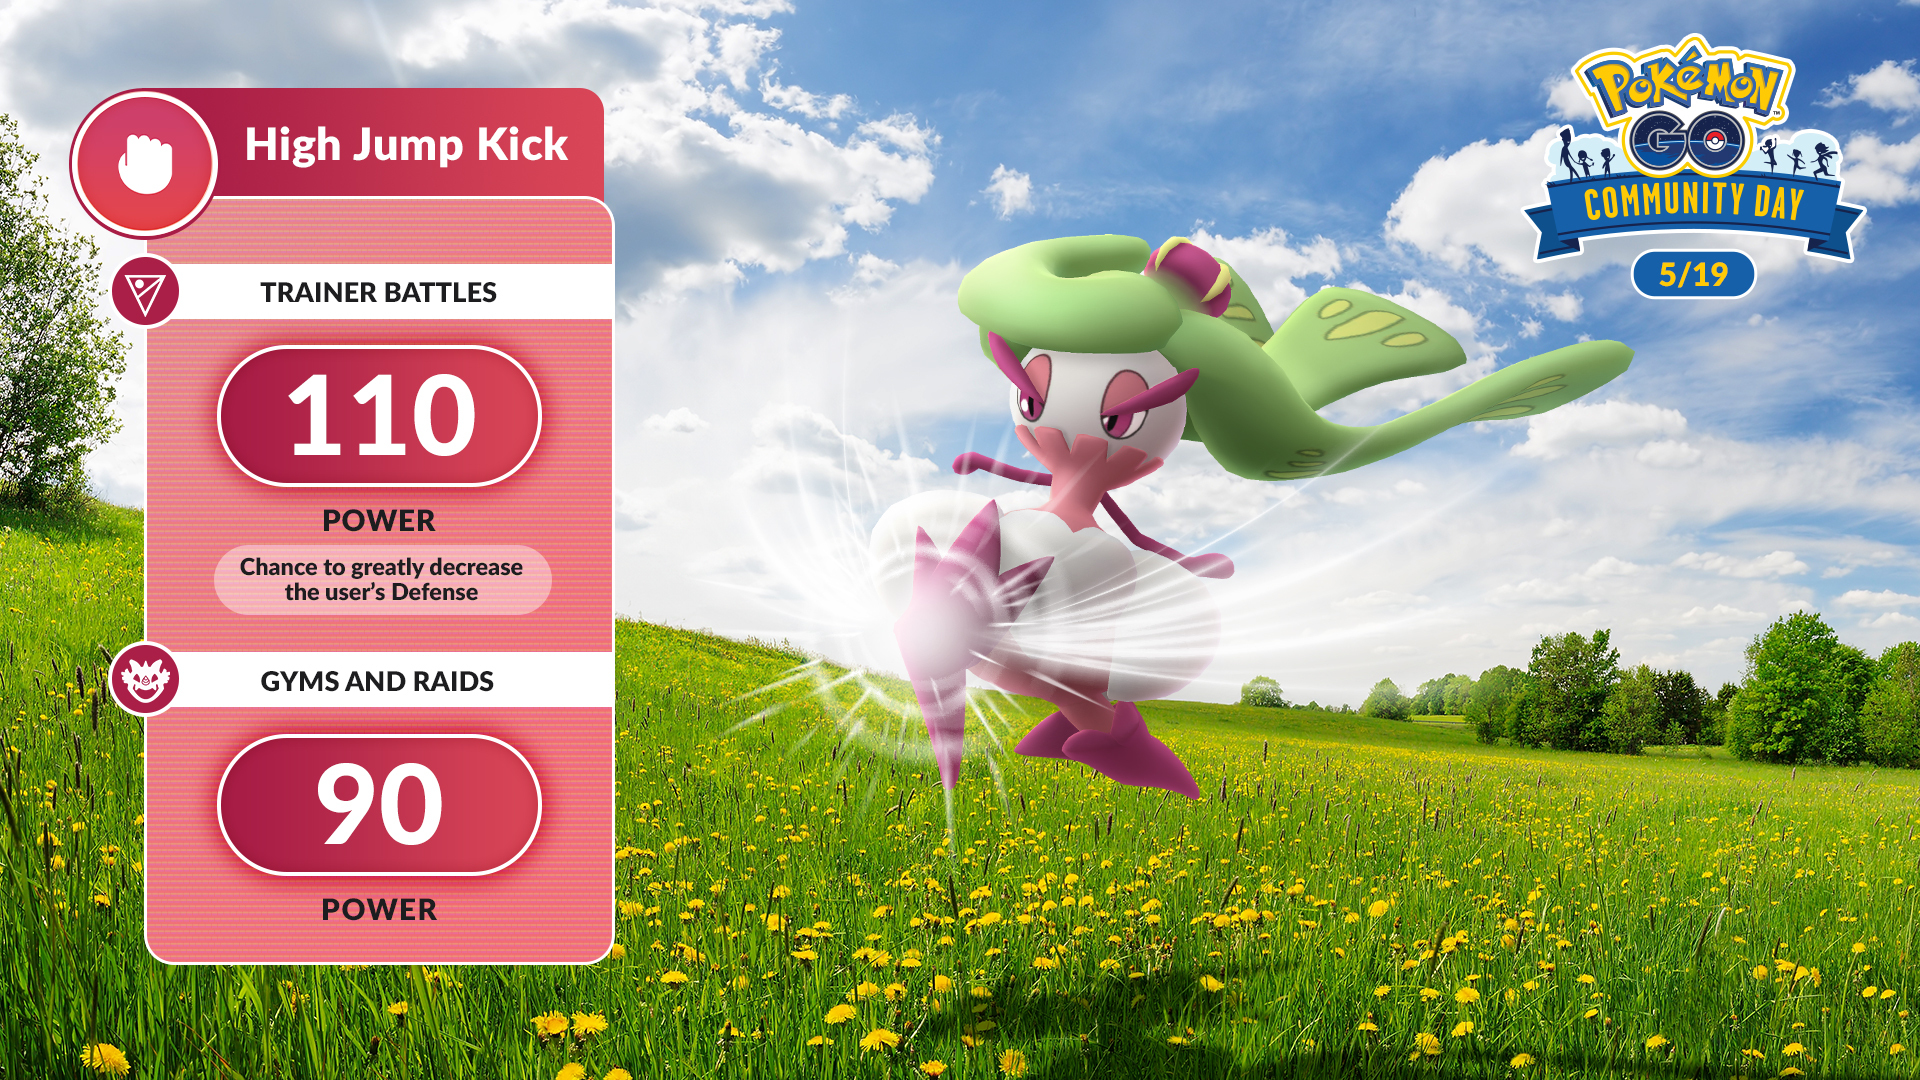 High Jump Kick
TRAINER BATTLES
110
POWER
Chance to greatly decrease
the user's Defense
GYMS AND RAIDS
90
POWER
POKéMON
GO
COMMUNITY DAY
5/19